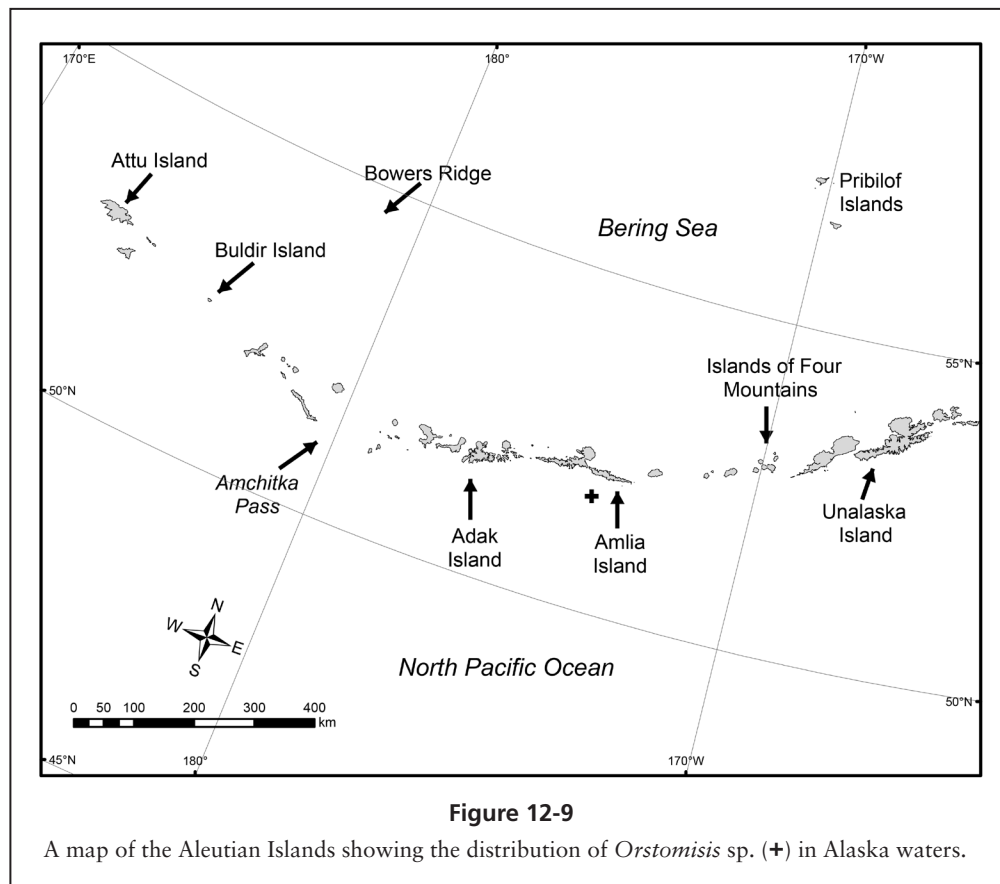 170°E
180°
170°W
Attu Island
Bowers Ridge
Pribilof
Islands
Bering Sea
Buldir Island
Islands of Four
Mountains
55°N
50°N
Amchitka
Pass
Adak
Island
Amlia
Island
Unalaska
Island
N
W
E
S
North Pacific Ocean
50°N
0 50 100 200 300 400
km
45°N
180°
170°W
Figure 12-9
A map of the Aleutian Islands showing the distribution of Orstomisis sp. (+) in Alaska waters.